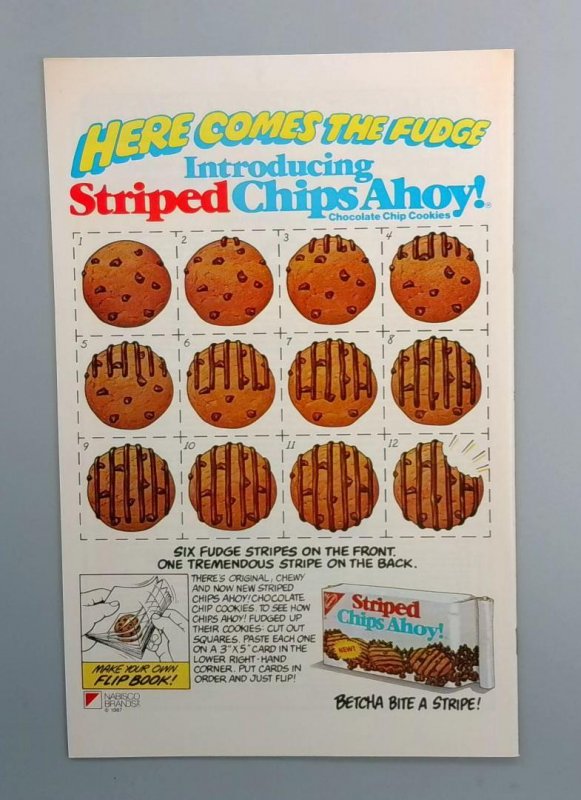 HERE COMES THE FUDGE
Introducing
Striped Chips Ahoy!®
Chocolate Chip Cookies
1 2 3 4
5 6 7 8
9 10 11 12
SIX FUDGE STRIPES ON THE FRONT.
ONE TREMENDOUS STRIPE ON THE BACK.
MAKE YOUR OWN
FLIP BOOK!
THERE'S ORIGINAL, CHEWY
AND NOW NEW STRIPED
CHIPS AHOY! CHOCOLATE
CHIP COOKIES. TO SEE HOW
CHIPS AHOY! FUDGED UP
THEIR COOKIES: CUT OUT
SQUARES. PASTE EACH ONE
ON A 3" X 5" CARD IN THE
LOWER RIGHT-HAND
CORNER. PUT CARDS IN
ORDER AND JUST FLIP!
Striped
Chips Ahoy!
NEW!
NABISCO
BRANDS
© 1987
BETCHA BITE A STRIPE!